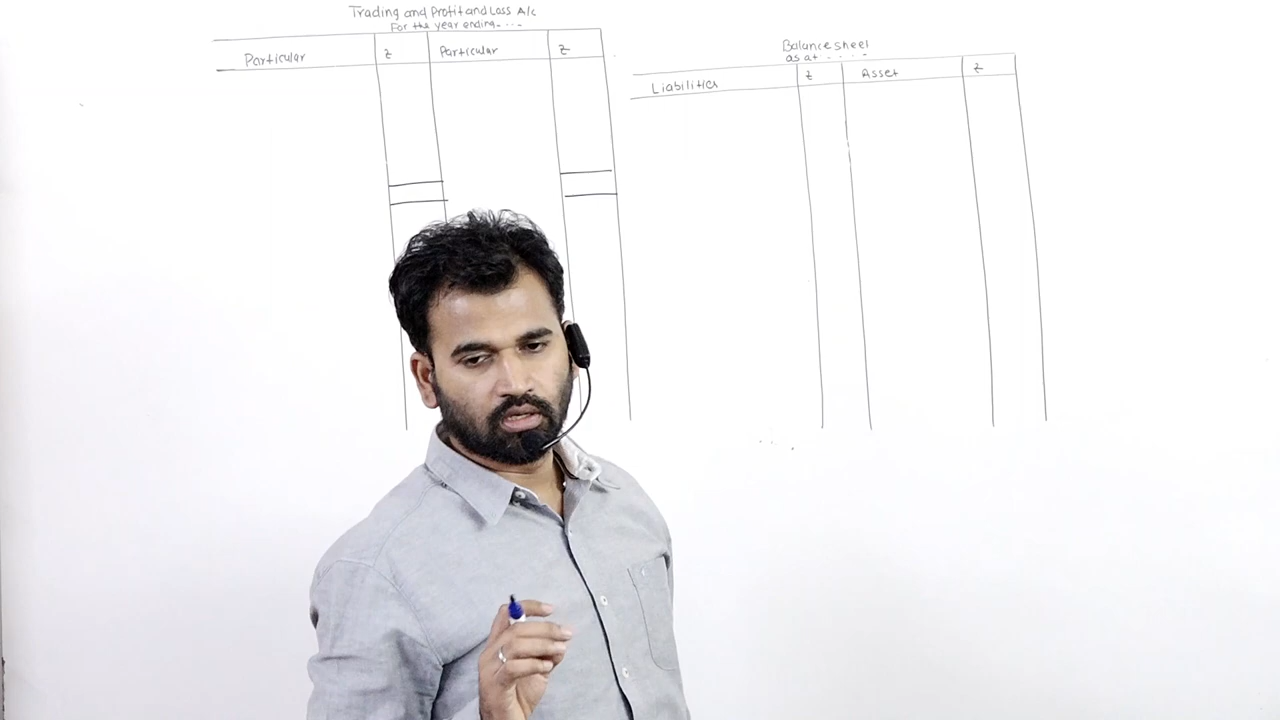 Trading and Profit and Loss A/c
For the year ending....
Particular ₹ Particular ₹
Balance sheet
as at .....
Liabilities ₹ Asset ₹